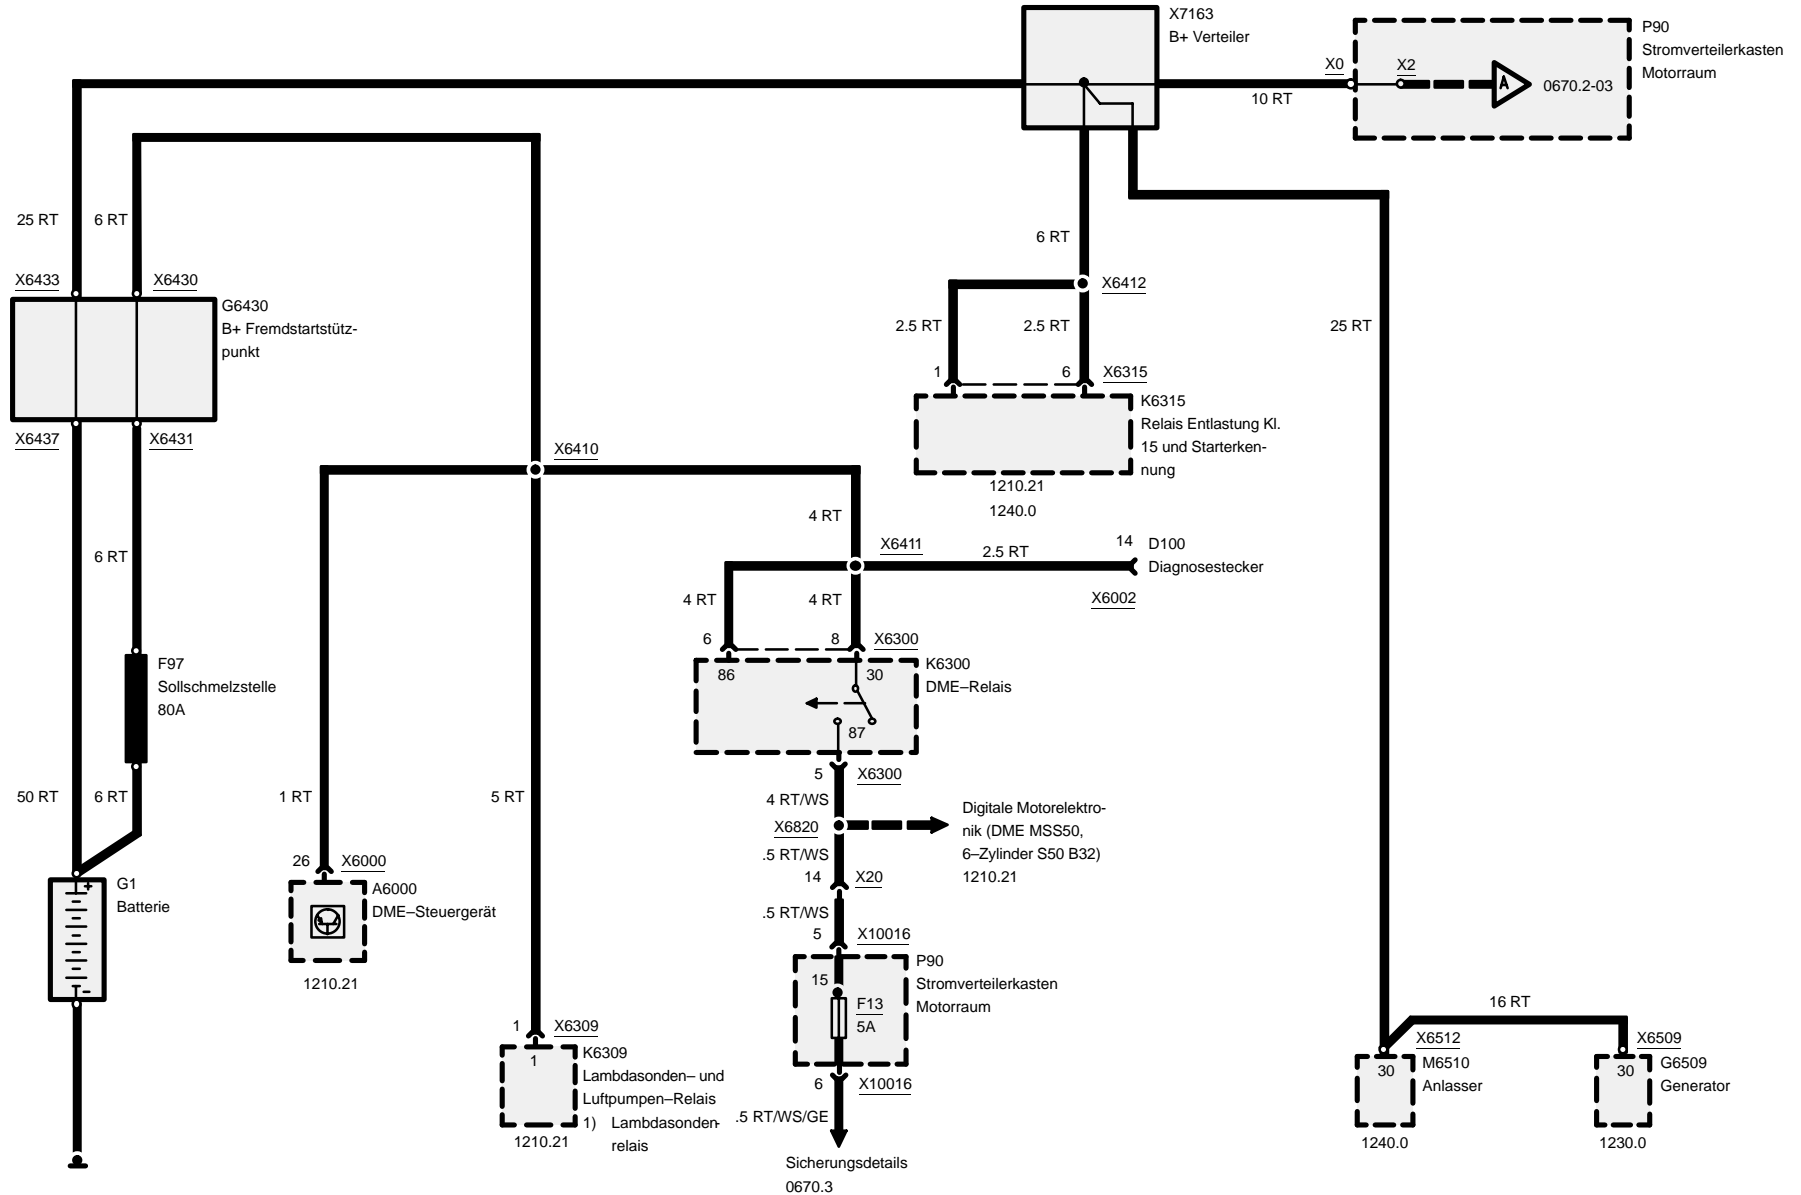 X7163
B+ Verteiler
P90
Stromverteilerkasten
Motorraum
X0
X2
A
0670.2-03
10 RT
25 RT
6 RT
X6433
X6430
G6430
B+ Fremdstartstütz-
punkt
X6437
X6431
6 RT
X6412
2.5 RT
2.5 RT
25 RT
1
6
X6315
K6315
Relais Entlastung Kl.
15 und Starterken-
nung
1210.21
1240.0
X6410
4 RT
X6411
2.5 RT
14
D100
Diagnosestecker
X6002
6 RT
4 RT
4 RT
6
8
X6300
86
30
87
K6300
DME–Relais
F97
Sollschmelzstelle
80A
5
X6300
50 RT
6 RT
1 RT
5 RT
4 RT/WS
X6820
Digitale Motorelektro-
nik (DME MSS50,
6–Zylinder S50 B32)
1210.21
.5 RT/WS
14
X20
26
X6000
G1
Batterie
+
-
A6000
DME–Steuergerät
1210.21
.5 RT/WS
5
X10016
P90
Stromverteilerkasten
Motorraum
15
F13
5A
1
X6309
1
K6309
Lambdasonden– und
Luftpumpen–Relais
1) Lambdasonden-
relais
1210.21
6
X10016
.5 RT/WS/GE
Sicherungsdetails
0670.3
16 RT
X6512
X6509
30
M6510
Anlasser
1240.0
30
G6509
Generator
1230.0